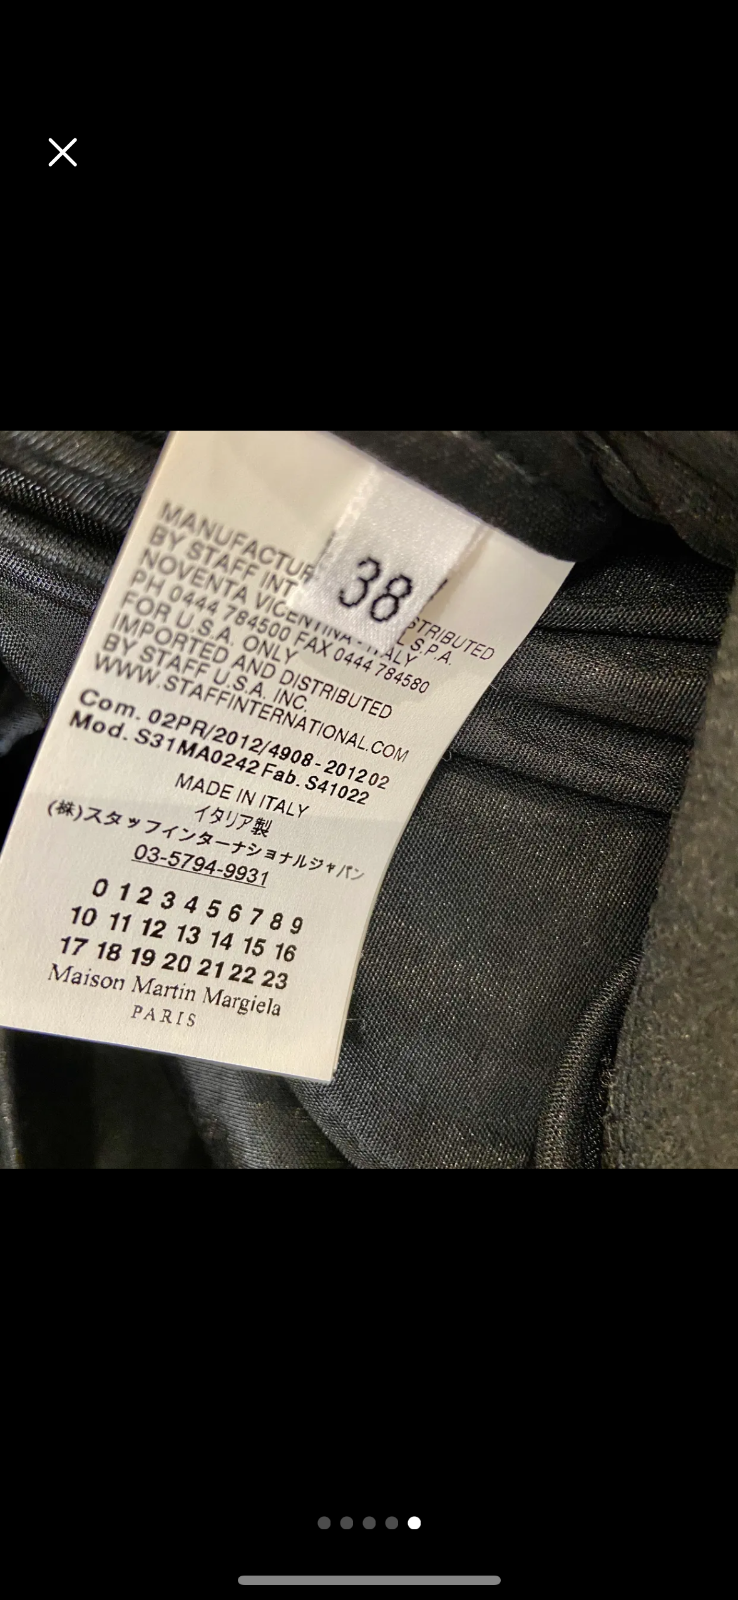 38
MANUFACTUR STRIBUTED
BY STAFF INT L S.P.A.
NOVENTA VICENTINA - ITALY
PH 0444 784500 FAX 0444 784580
FOR U.S.A. ONLY
IMPORTED AND DISTRIBUTED
BY STAFF U.S.A. INC.
WWW.STAFFINTERNATIONAL.COM
Com. 02PR/2012/4908 - 201202
Mod. S31MA0242 Fab. S41022
MADE IN ITALY
イタリア製
(株)スタッフインターナショナルジャパン
03-5794-9931
0 1 2 3 4 5 6 7 8 9
10 11 12 13 14 15 16
17 18 19 20 21 22 23
Maison Martin Margiela
PARIS